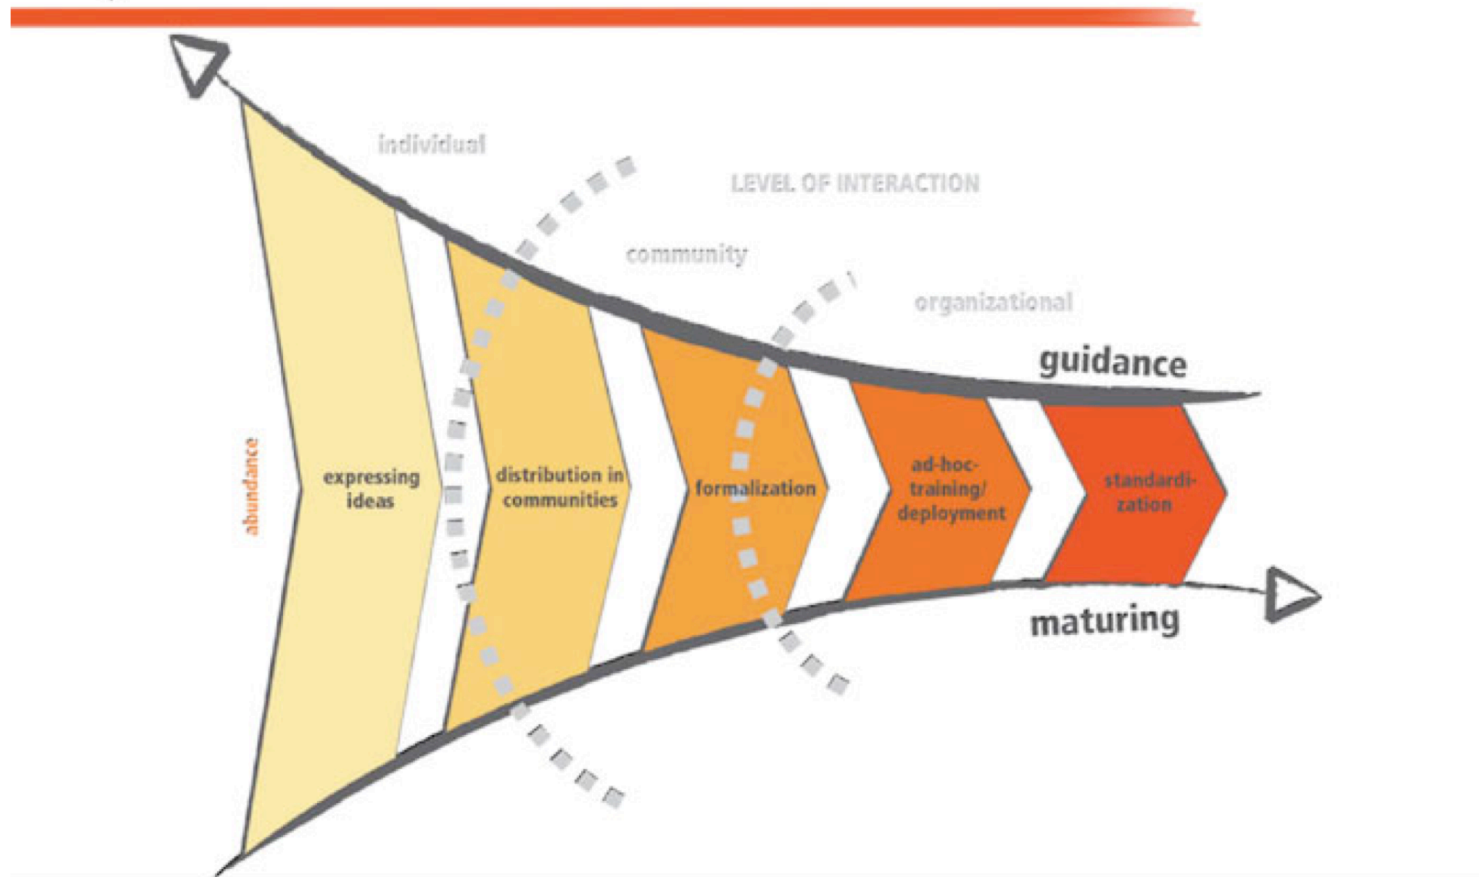 individual
LEVEL OF INTERACTION
community
organizational
guidance
abundance
expressing
ideas
distribution in
communities
formalization
ad-hoc-
training/
deployment
standardi-
zation
maturing